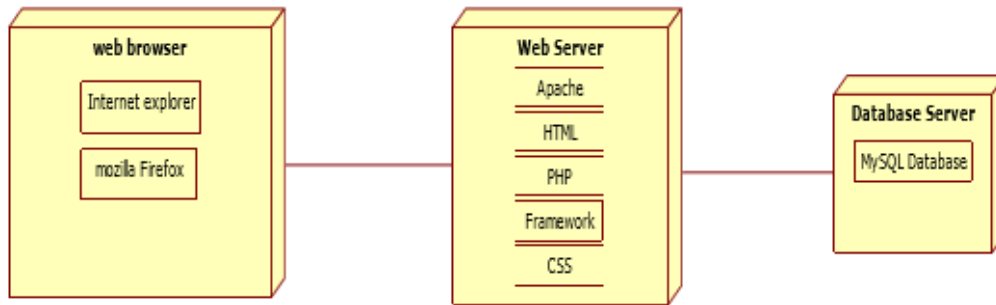 web browser
Internet explorer
mozilla Firefox
Web Server
Apache
HTML
PHP
Framework
CSS
Database Server
MySQL Database